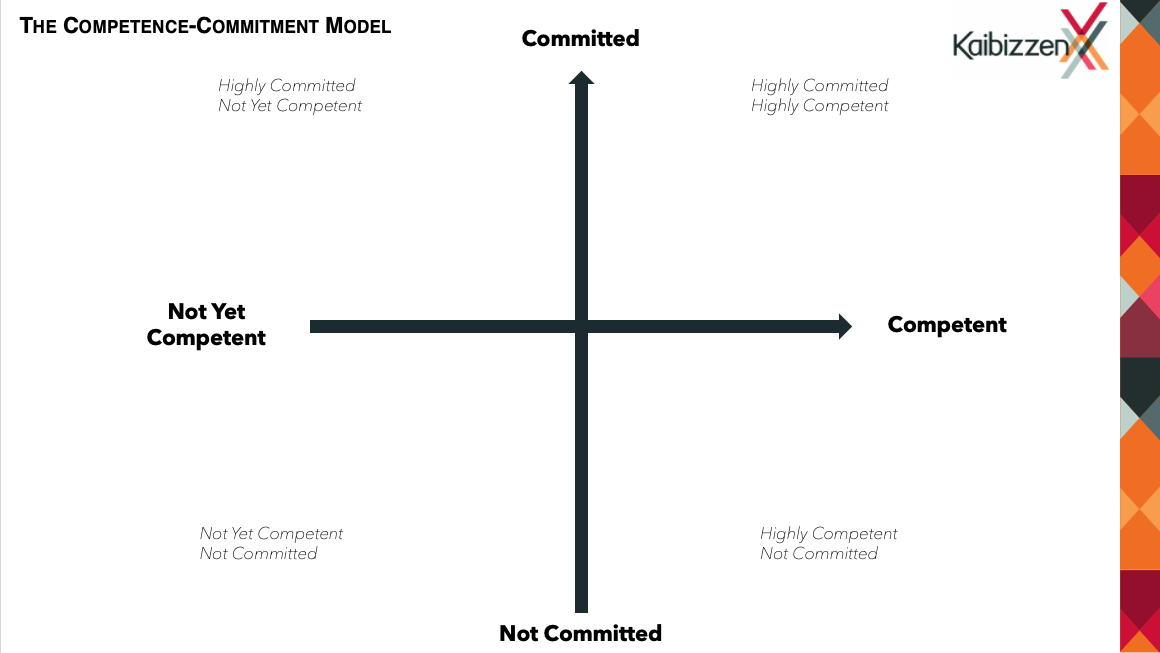 THE COMPETENCE-COMMITMENT MODEL
Committed
Kaibizzen
Highly Committed
Not Yet Competent
Highly Committed
Highly Competent
Not Yet
Competent
Competent
Not Yet Competent
Not Committed
Highly Competent
Not Committed
Not Committed